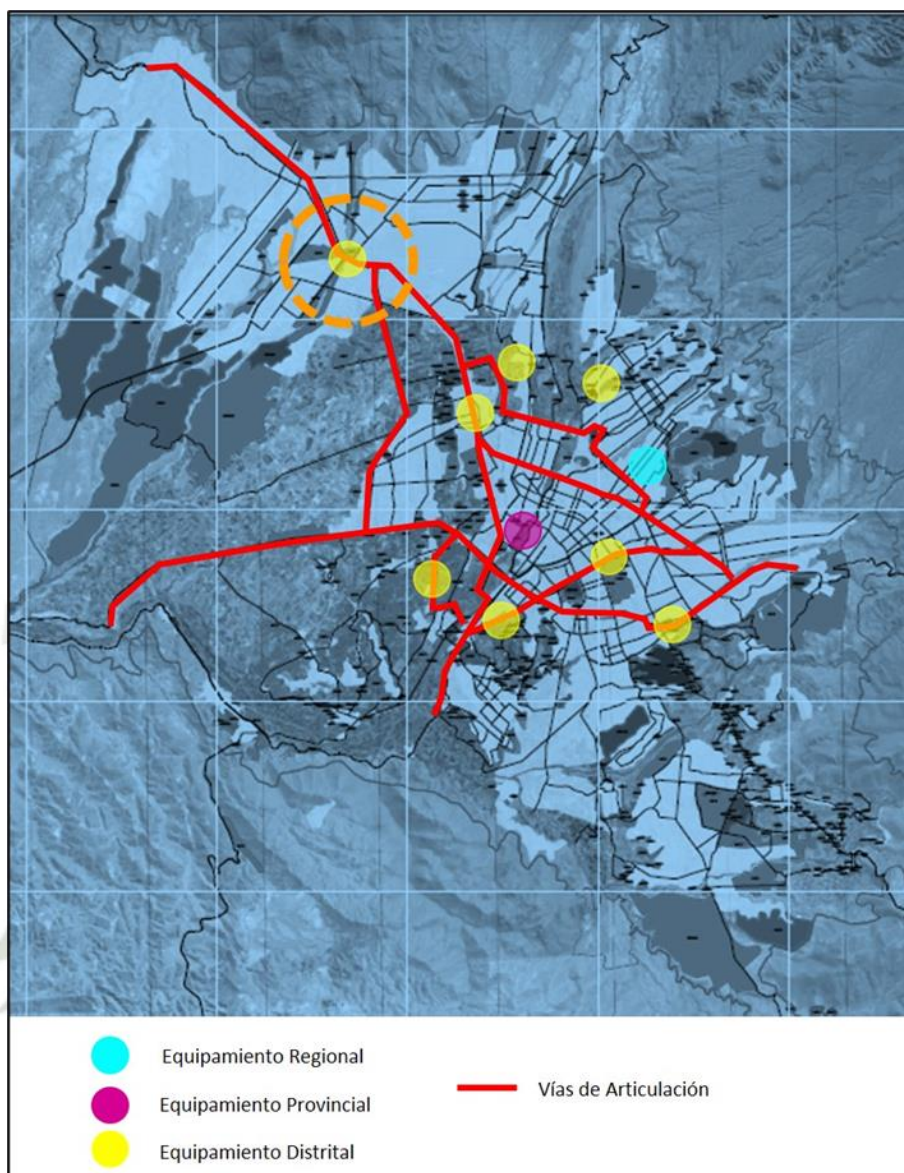 Equipamiento Regional
Equipamiento Provincial
Equipamiento Distrital
Vías de Articulación